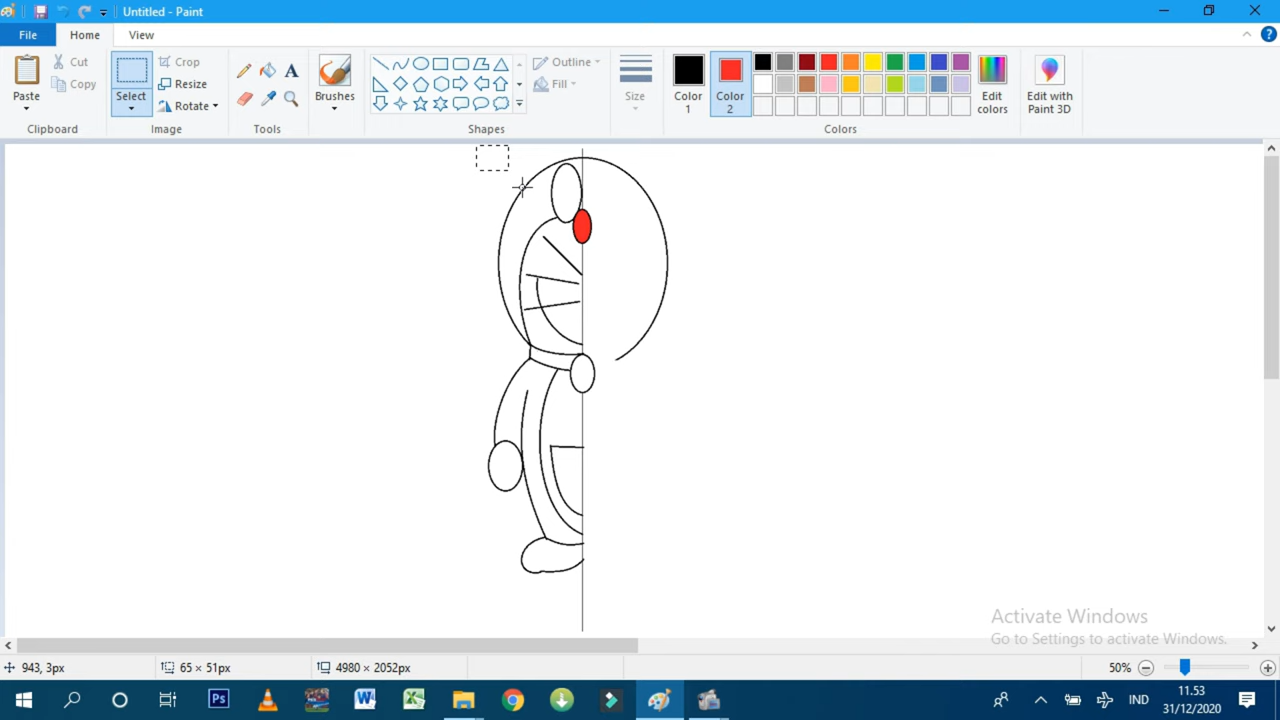 Untitled - Paint
File Home View
Paste
Cut
Copy
Clipboard
Select
Crop
Resize
Rotate
Image
A
Tools
Brushes
Outline
Fill
Shapes
Size
Color 1
Color 2
Edit colors
Colors
Edit with Paint 3D
Activate Windows
Go to Settings to activate Windows.
943, 3px
65 × 51px
4980 × 2052px
50%
Ps
IND
11.53
31/12/2020